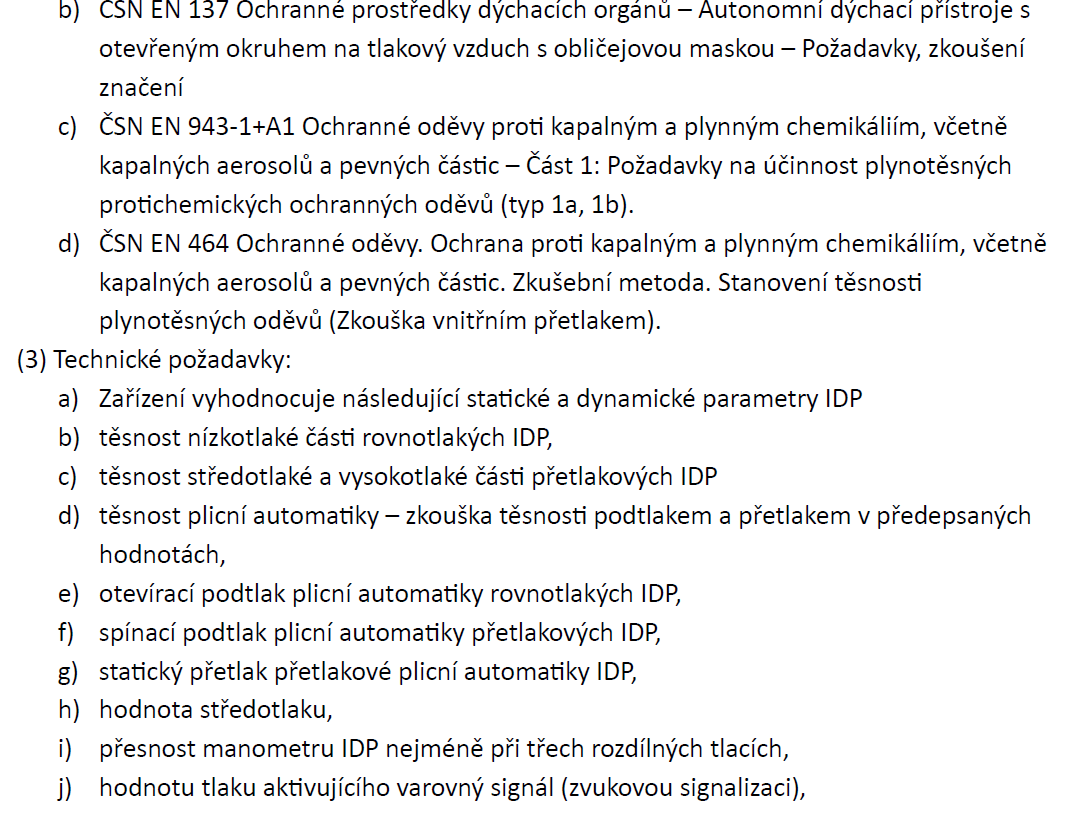 b) ČSN EN 137 Ochranné prostředky dýchacích orgánů – Autonomní dýchací přístroje s
otevřeným okruhem na tlakový vzduch s obličejovou maskou – Požadavky, zkoušení
značení
c) ČSN EN 943-1+A1 Ochranné oděvy proti kapalným a plynným chemikáliím, včetně
kapalných aerosolů a pevných částic – Část 1: Požadavky na účinnost plynotěsných
protichemických ochranných oděvů (typ 1a, 1b).
d) ČSN EN 464 Ochranné oděvy. Ochrana proti kapalným a plynným chemikáliím, včetně
kapalných aerosolů a pevných částic. Zkušební metoda. Stanovení těsnosti
plynotěsných oděvů (Zkouška vnitřním přetlakem).
(3) Technické požadavky:
a) Zařízení vyhodnocuje následující statické a dynamické parametry IDP
b) těsnost nízkotlaké části rovnotlakých IDP,
c) těsnost středotlaké a vysokotlaké části přetlakových IDP
d) těsnost plicní automatiky – zkouška těsnosti podtlakem a přetlakem v předepsaných
hodnotách,
e) otevírací podtlak plicní automatiky rovnotlakých IDP,
f) spínací podtlak plicní automatiky přetlakových IDP,
g) statický přetlak přetlakové plicní automatiky IDP,
h) hodnota středotlaku,
i) přesnost manometru IDP nejméně při třech rozdílných tlacích,
j) hodnotu tlaku aktivujícího varovný signál (zvukovou signalizaci),